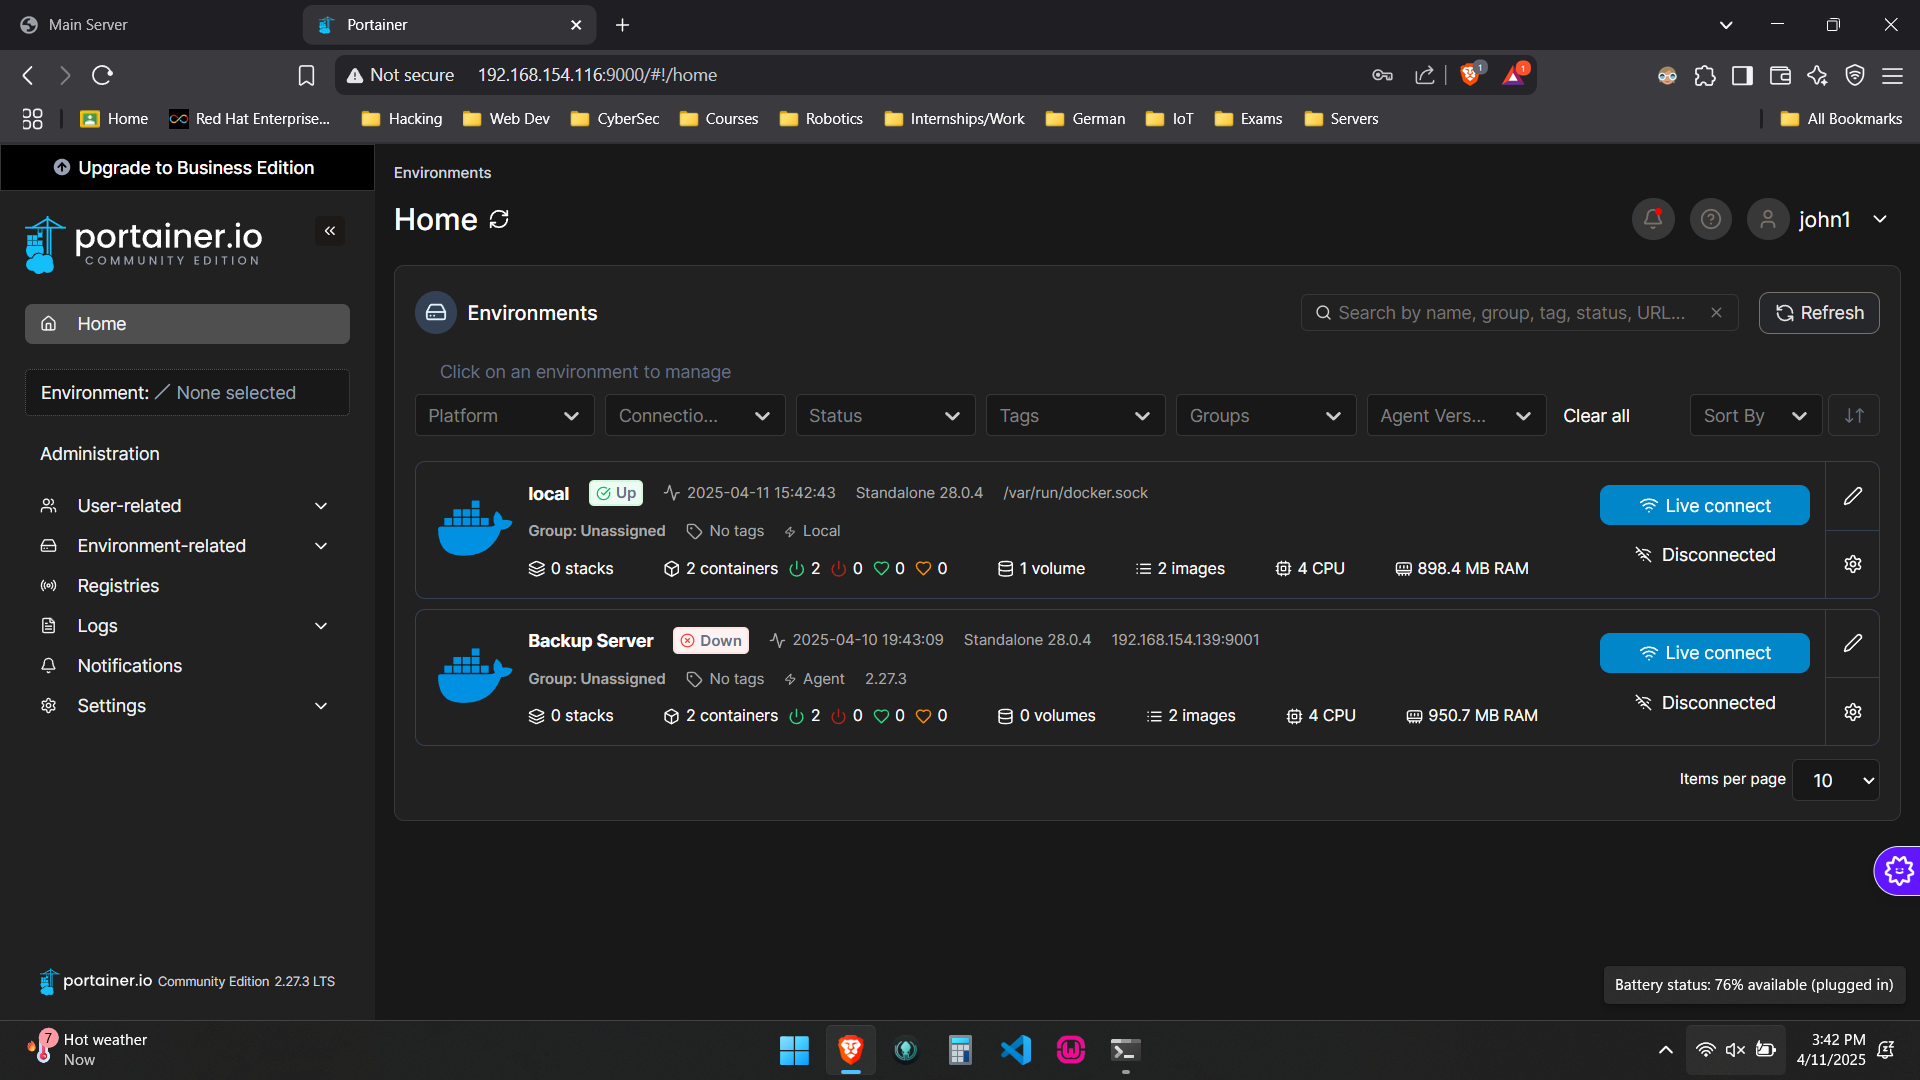 Main Server
Portainer
Not secure 192.168.154.116:9000/#!/home
1
1
Home Red Hat Enterprise... Hacking Web Dev CyberSec Courses Robotics Internships/Work German IoT Exams Servers All Bookmarks
Upgrade to Business Edition
portainer.io
COMMUNITY EDITION
Home
Environment: None selected
Administration
User-related
Environment-related
Registries
Logs
Notifications
Settings
portainer.io Community Edition 2.27.3 LTS
Environments
Home
john1
Environments
Search by name, group, tag, status, URL...
Refresh
Click on an environment to manage
Platform Connectio... Status Tags Groups Agent Vers... Clear all Sort By
local Up 2025-04-11 15:42:43 Standalone 28.0.4 /var/run/docker.sock
Group: Unassigned No tags Local
0 stacks 2 containers 2 0 0 0 1 volume 2 images 4 CPU 898.4 MB RAM
Live connect
Disconnected
Backup Server Down 2025-04-10 19:43:09 Standalone 28.0.4 192.168.154.139:9001
Group: Unassigned No tags Agent 2.27.3
0 stacks 2 containers 2 0 0 0 0 volumes 2 images 4 CPU 950.7 MB RAM
Live connect
Disconnected
Items per page 10
Battery status: 76% available (plugged in)
7
Hot weather
Now
3:42 PM
4/11/2025